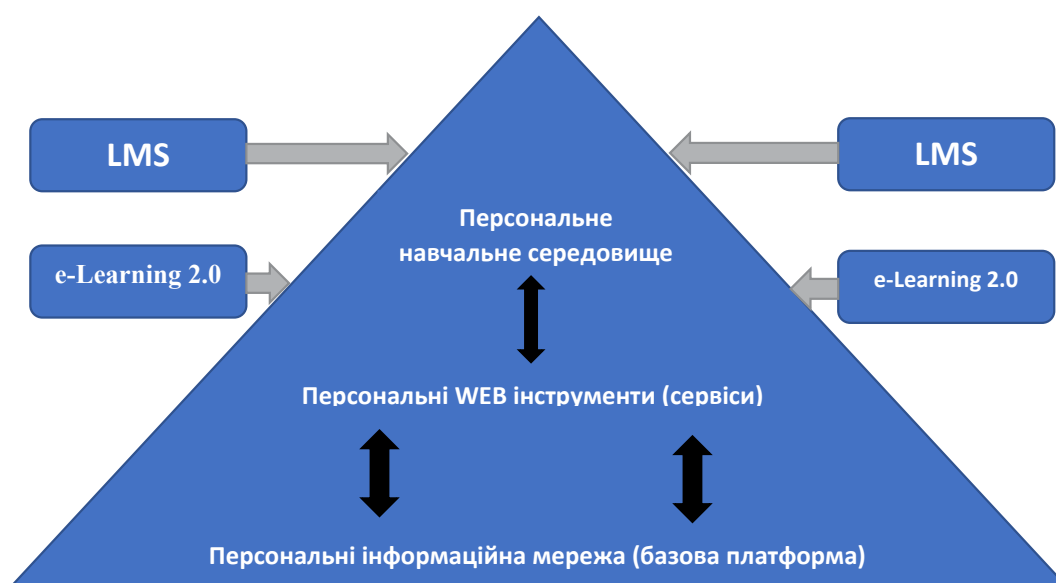 LMS
LMS
Персональне
навчальне середовище
e-Learning 2.0
e-Learning 2.0
Персональні WEB інструменти (сервіси)
Персональні інформаційна мережа (базова платформа)